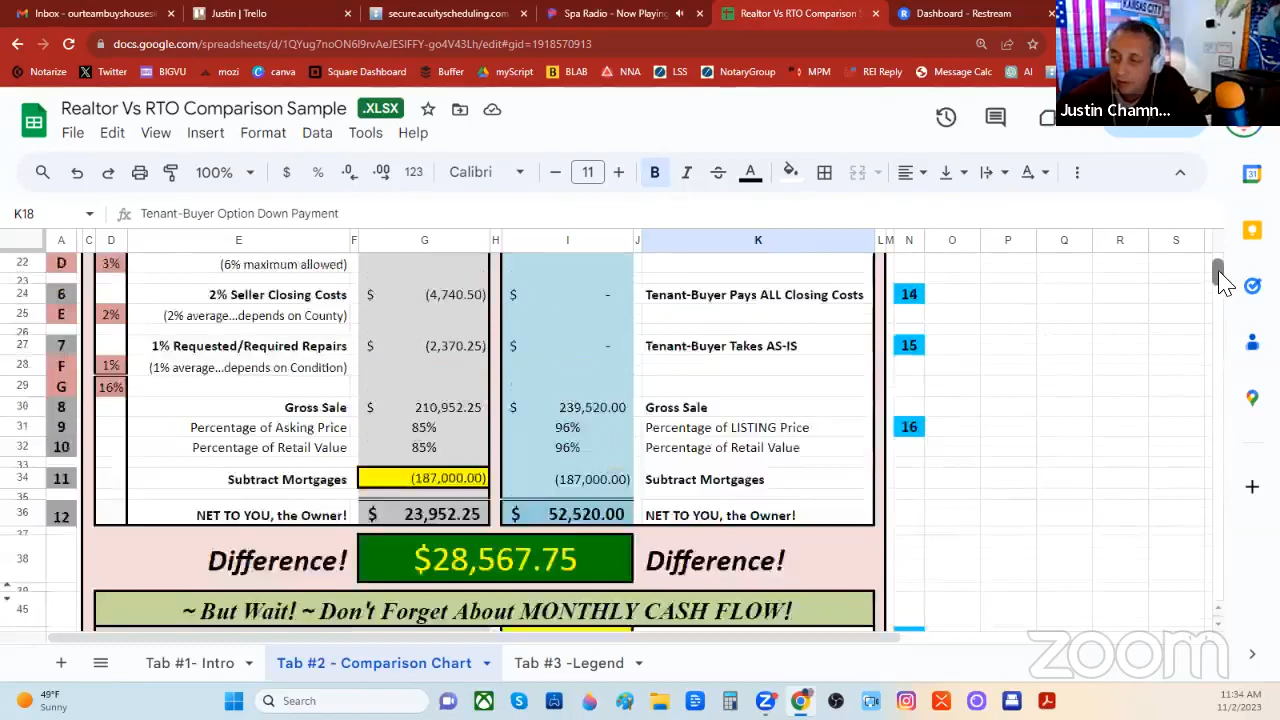 Inbox - ourteambuyshouses
Justin | Trello
secure.acuityscheduling.com
Spa Radio - Now Playing
Realtor Vs RTO Comparison S
Dashboard - Restream
docs.google.com/spreadsheets/d/1QYug7noON6I9rvAeJESIFFY-go4V43Lh/edit#gid=1918570913
Notarize Twitter BIGVU mozi canva Square Dashboard Buffer myScript BLAB NNA LSS NotaryGroup MPM REI Reply Message Calc AI
KANSAS CITY
Justin Chamn...
Realtor Vs RTO Comparison Sample .XLSX
File Edit View Insert Format Data Tools Help
100% $ % .0 .00 123 Calibri 11 B I S A
K18 fx Tenant-Buyer Option Down Payment
A C D E F G H I J K L M N O P Q R S
22 D 3% (6% maximum allowed)
23
24 6 2% Seller Closing Costs $ (4,740.50) $ - Tenant-Buyer Pays ALL Closing Costs 14
25 E 2% (2% average...depends on County)
26
27 7 1% Requested/Required Repairs $ (2,370.25) $ - Tenant-Buyer Takes AS-IS 15
28 F 1% (1% average...depends on Condition)
29 G 16%
30 8 Gross Sale $ 210,952.25 $ 239,520.00 Gross Sale
31 9 Percentage of Asking Price 85% 96% Percentage of LISTING Price 16
32 10 Percentage of Retail Value 85% 96% Percentage of Retail Value
33
34 11 Subtract Mortgages (187,000.00) (187,000.00) Subtract Mortgages
35
36 12 NET TO YOU, the Owner! $ 23,952.25 $ 52,520.00 NET TO YOU, the Owner!
37
38 Difference! $28,567.75 Difference!
39
45 ~ But Wait! ~ Don't Forget About MONTHLY CASH FLOW!
Tab #1- Intro Tab #2 - Comparison Chart Tab #3 -Legend
zoom
49°F
Sunny
Search
11:34 AM
11/2/2023